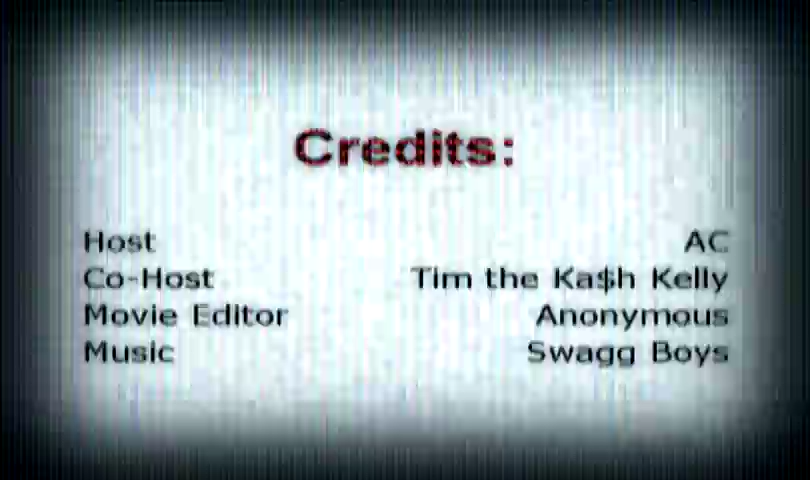 Credits:
Host AC
Co-Host Tim the Ka$h Kelly
Movie Editor Anonymous
Music Swagg Boys